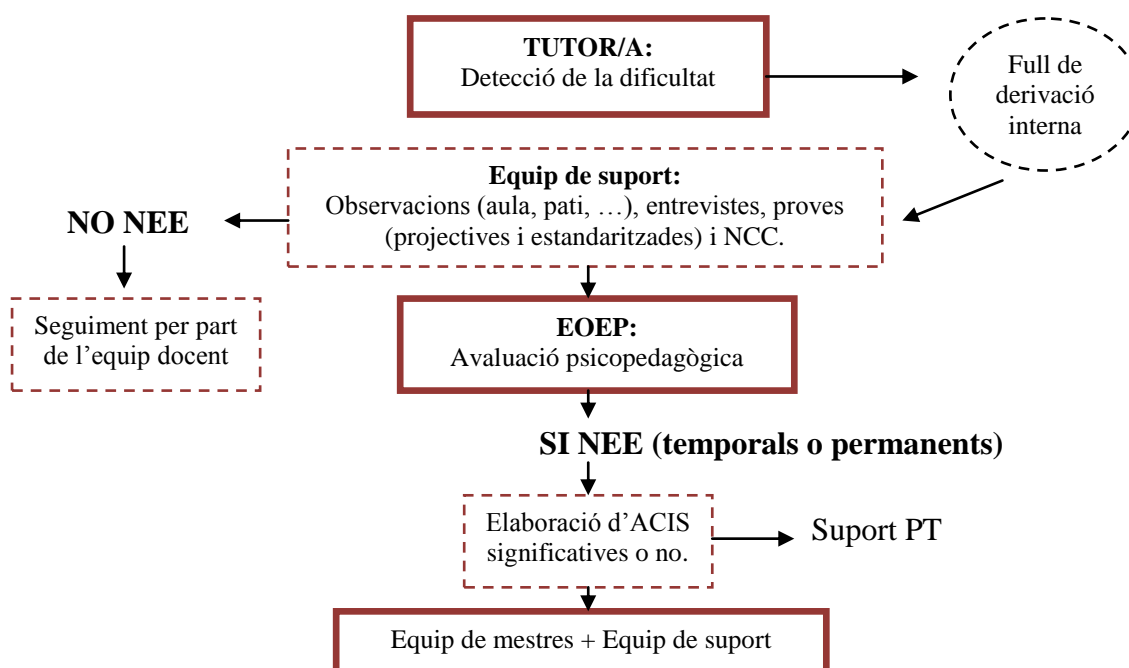 TUTOR/A:
Detecció de la dificultat
Full de
derivació
interna
Equip de suport:
Observacions (aula, pati, …), entrevistes, proves
(projectives i estandaritzades) i NCC.
NO NEE
Seguiment per part
de l’equip docent
EOEP:
Avaluació psicopedagògica
SI NEE (temporals o permanents)
Elaboració d’ACIS
significatives o no.
Suport PT
Equip de mestres + Equip de suport